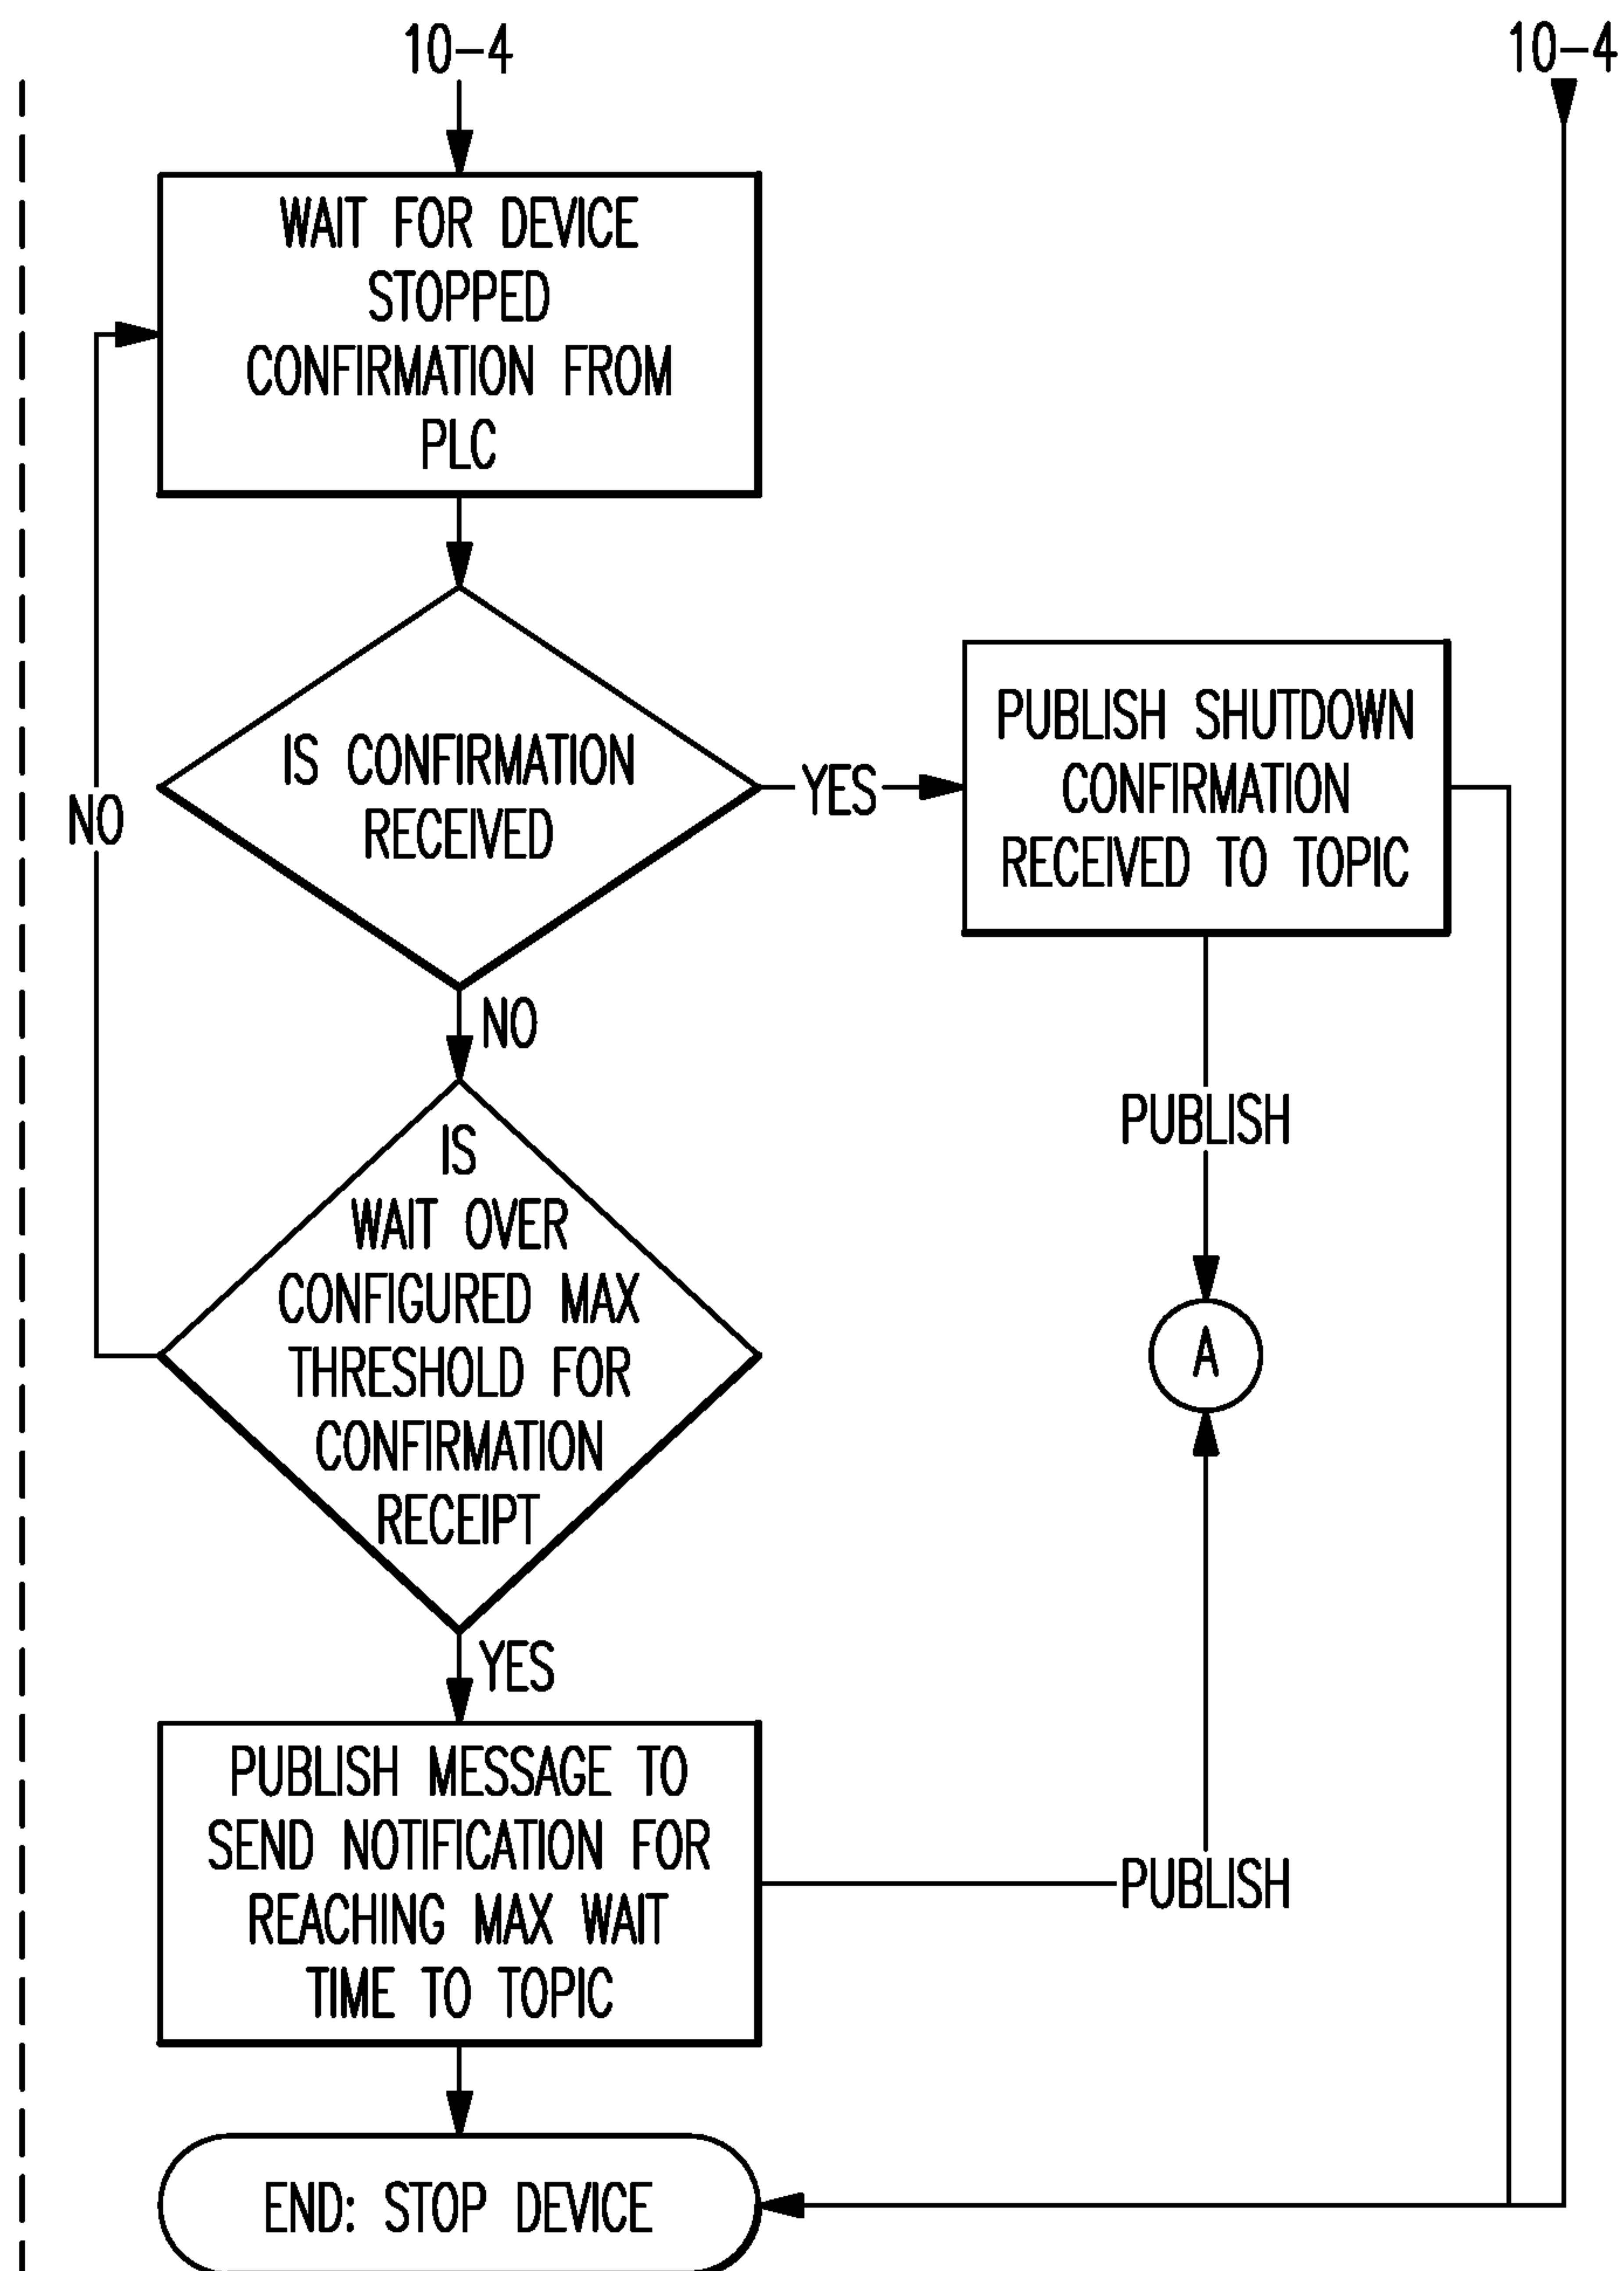 10-4
10-4
WAIT FOR DEVICE
STOPPED
CONFIRMATION FROM
PLC
IS CONFIRMATION
RECEIVED
YES
PUBLISH SHUTDOWN
CONFIRMATION
RECEIVED TO TOPIC
NO
NO
PUBLISH
IS
WAIT OVER
CONFIGURED MAX
THRESHOLD FOR
CONFIRMATION
RECEIPT
A
YES
PUBLISH MESSAGE TO
SEND NOTIFICATION FOR
REACHING MAX WAIT
TIME TO TOPIC
PUBLISH
END: STOP DEVICE